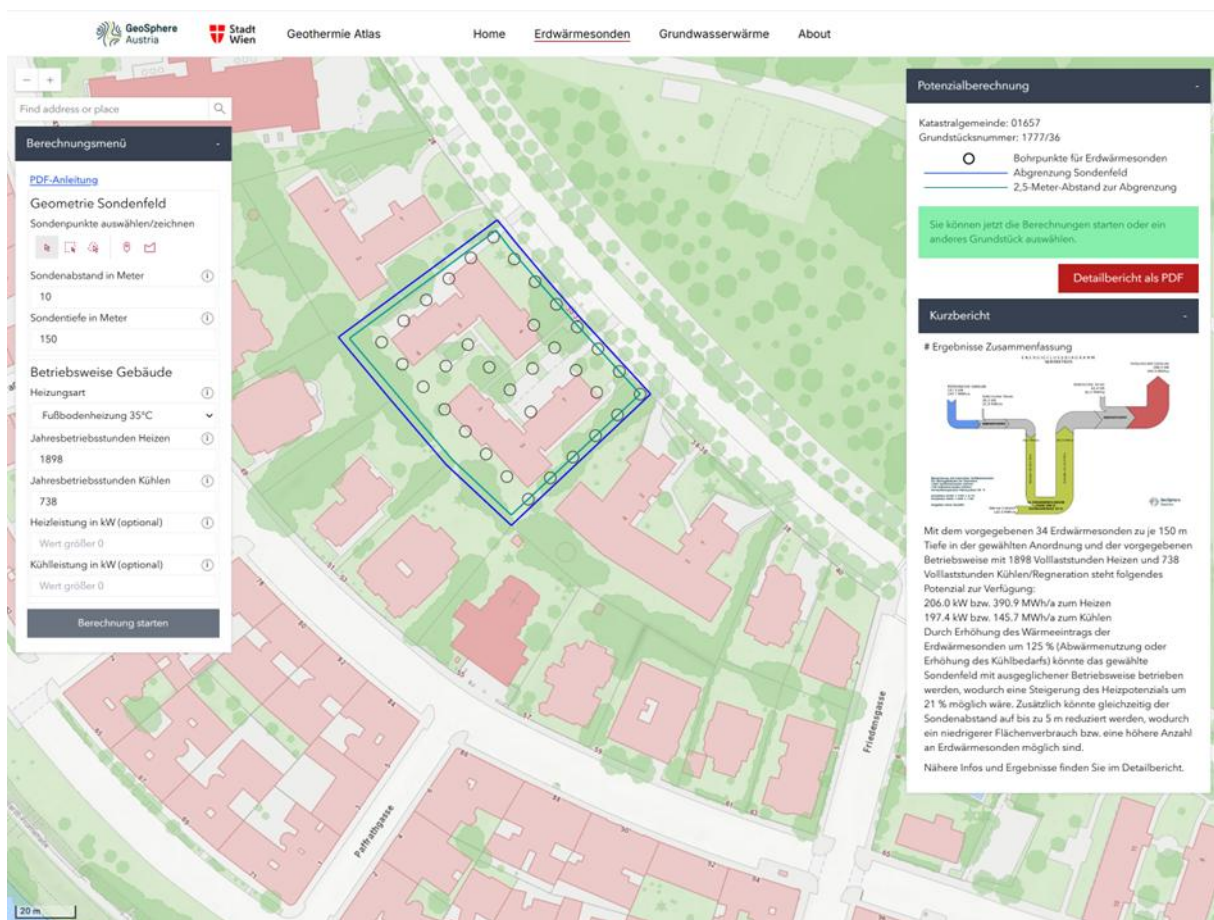 GeoSphere
Austria
Stadt
Wien
Geothermie Atlas
Home
Erdwärmesonden
Grundwasserwärme
About
− +
Find address or place
Berechnungsmenü -
PDF-Anleitung
Geometrie Sondenfeld
Sondenpunkte auswählen/zeichnen
Sondenabstand in Meter
10
Sondentiefe in Meter
150
Betriebsweise Gebäude
Heizungsart
Fußbodenheizung 35°C
Jahresbetriebsstunden Heizen
1898
Jahresbetriebsstunden Kühlen
738
Heizleistung in kW (optional)
Wert größer 0
Kühlleistung in kW (optional)
Wert größer 0
Berechnung starten
Paffrathgasse
Friedensgasse
20 m
Potenzialberechnung -
Katastralgemeinde: 01657
Grundstücksnummer: 1777/36
Bohrpunkte für Erdwärmesonden
Abgrenzung Sondenfeld
2,5-Meter-Abstand zur Abgrenzung
Sie können jetzt die Berechnungen starten oder ein
anderes Grundstück auswählen.
Detailbericht als PDF
Kurzbericht -
# Ergebnisse Zusammenfassung
GeoSphere
Austria
Mit dem vorgegebenen 34 Erdwärmesonden zu je 150 m
Tiefe in der gewählten Anordnung und der vorgegebenen
Betriebsweise mit 1898 Volllaststunden Heizen und 738
Volllaststunden Kühlen/Regneration steht folgendes
Potenzial zur Verfügung:
206.0 kW bzw. 390.9 MWh/a zum Heizen
197.4 kW bzw. 145.7 MWh/a zum Kühlen
Durch Erhöhung des Wärmeeintrags der
Erdwärmesonden um 125 % (Abwärmenutzung oder
Erhöhung des Kühlbedarfs) könnte das gewählte
Sondenfeld mit ausgeglichener Betriebsweise betrieben
werden, wodurch eine Steigerung des Heizpotenzials um
21 % möglich wäre. Zusätzlich könnte gleichzeitig der
Sondenabstand auf bis zu 5 m reduziert werden, wodurch
ein niedrigerer Flächenverbrauch bzw. eine höhere Anzahl
an Erdwärmesonden möglich sind.
Nähere Infos und Ergebnisse finden Sie im Detailbericht.